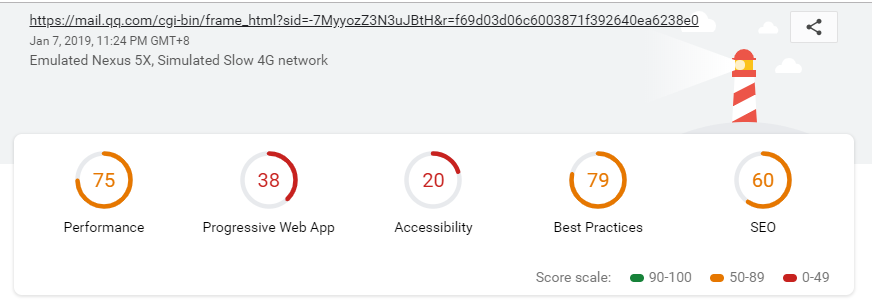 https://mail.qq.com/cgi-bin/frame_html?sid=-7MyyozZ3N3uJBtH&r=f69d03d06c6003871f392640ea6238e0
Jan 7, 2019, 11:24 PM GMT+8
Emulated Nexus 5X, Simulated Slow 4G network
75 38 20 79 60
Performance Progressive Web App Accessibility Best Practices SEO
Score scale: 90-100 50-89 0-49